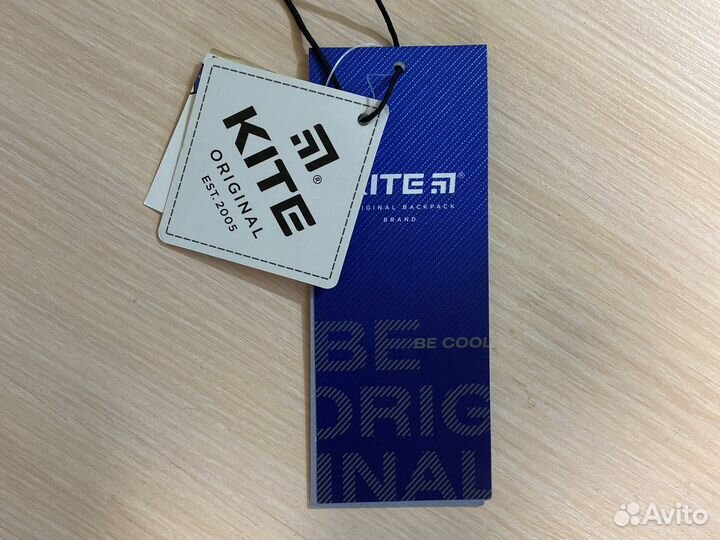 KITE®
ORIGINAL
EST. 2005
KITE®
ORIGINAL BACKPACK
BRAND
BE
BE COOL
ORIG
INAL
Avito